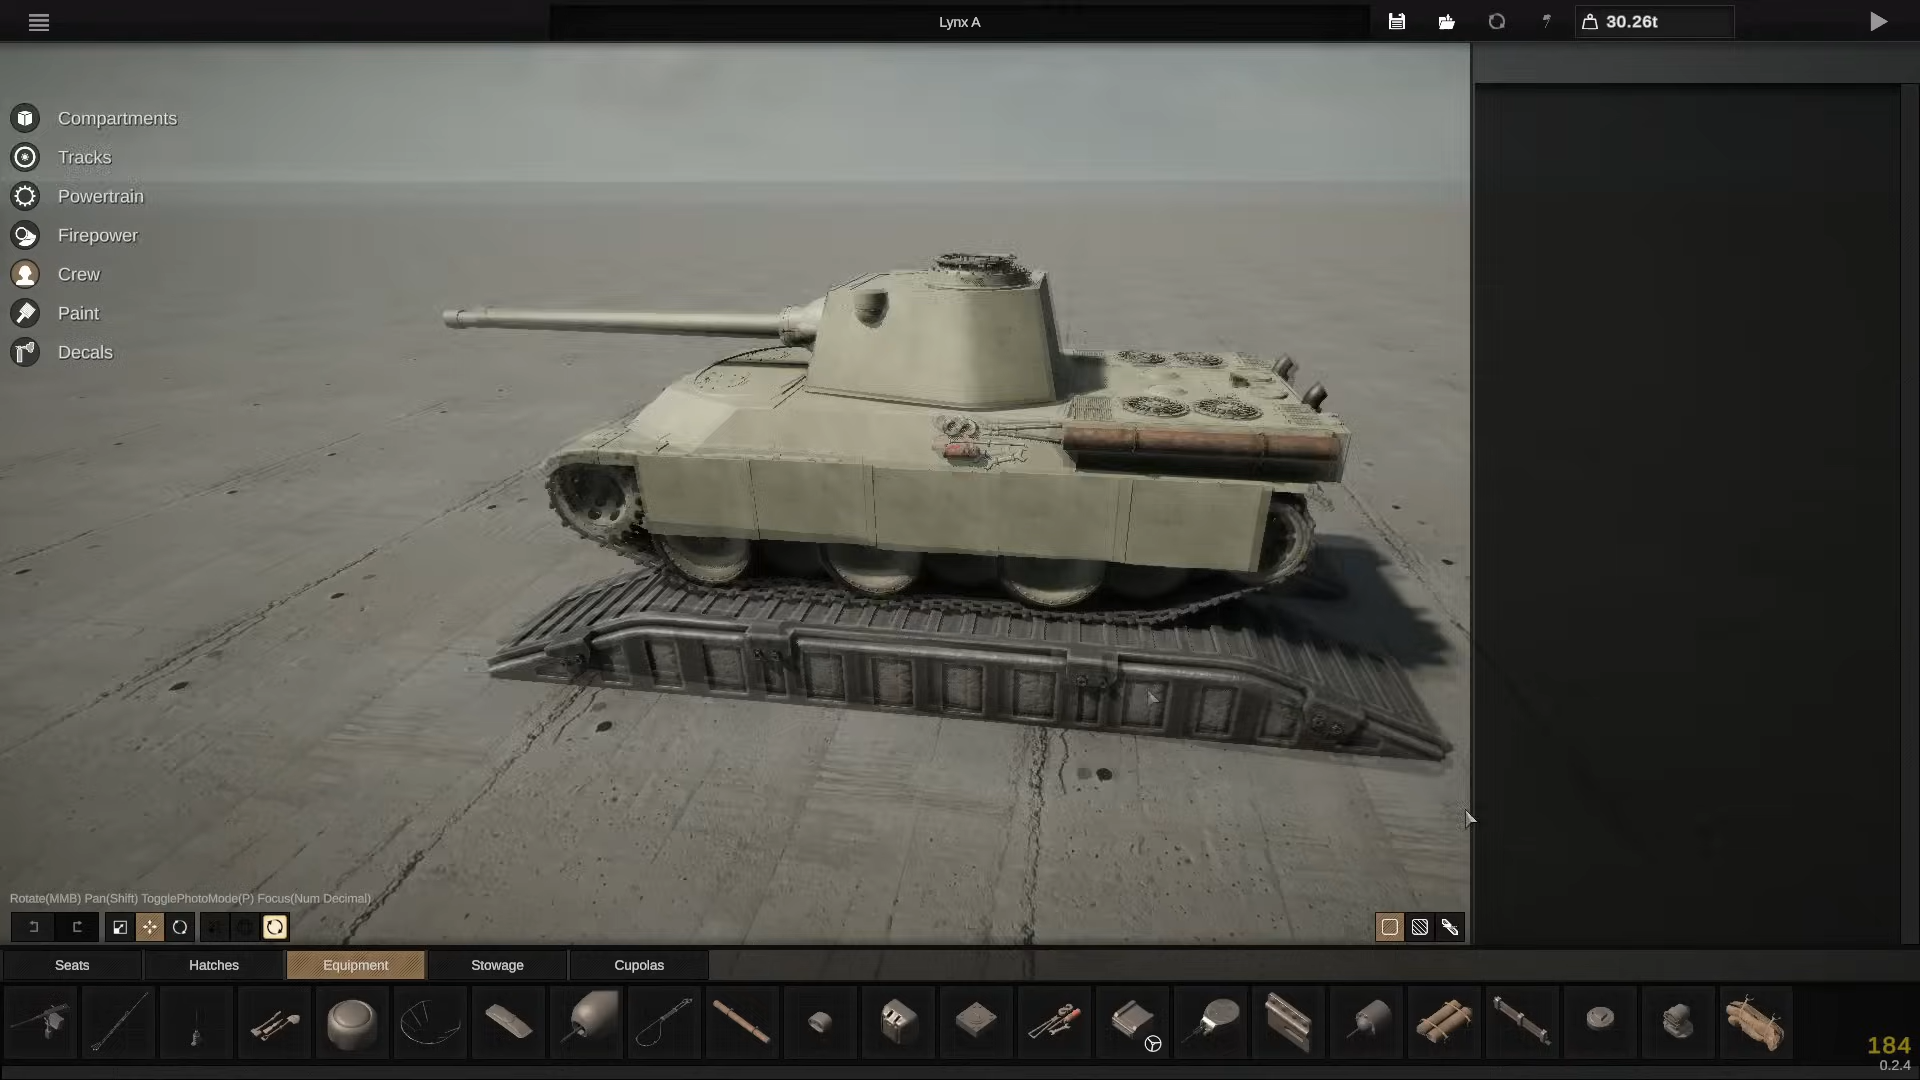 Lynx A
30.26t
Compartments
Tracks
Powertrain
Firepower
Crew
Paint
Decals
Rotate(MMB) Pan(Shift) TogglePhotoMode(P) Focus(Num Decimal)
Seats
Hatches
Equipment
Stowage
Cupolas
184
0.2.4